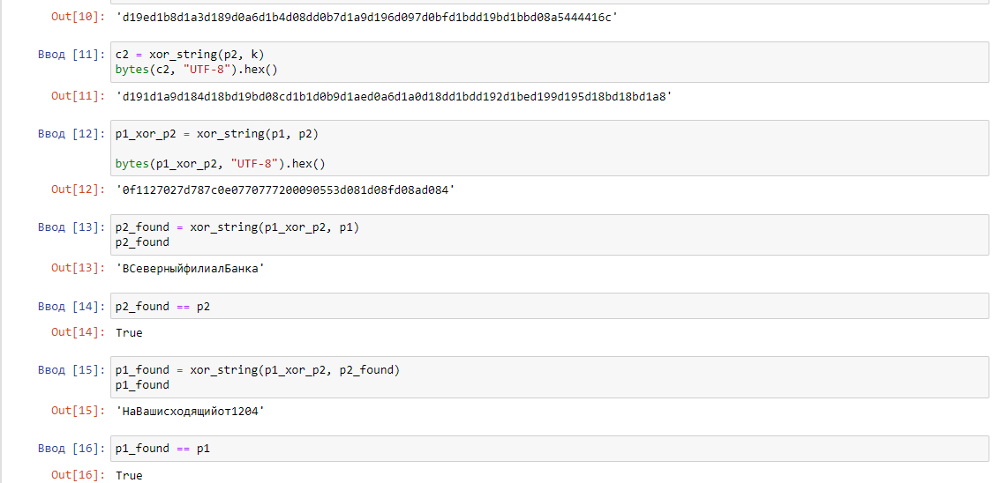 Out[10]: 'd19ed1b8d1a3d189d0a6d1b4d08dd0b7d1a9d196d097d0bfd1bdd19bd1bbd08a5444416c'
Ввод [11]: c2 = xor_string(p2, k)
bytes(c2, "UTF-8").hex()
Out[11]: 'd191d1a9d184d18bd19bd08cd1b1d0b9d1aed0a6d1a0d18dd1bdd192d1bed199d195d18bd18bd1a8'
Ввод [12]: p1_xor_p2 = xor_string(p1, p2)
bytes(p1_xor_p2, "UTF-8").hex()
Out[12]: '0f1127027d787c0e0770777200090553d081d08fd08ad084'
Ввод [13]: p2_found = xor_string(p1_xor_p2, p1)
p2_found
Out[13]: 'ВСеверныйфилиалБанка'
Ввод [14]: p2_found == p2
Out[14]: True
Ввод [15]: p1_found = xor_string(p1_xor_p2, p2_found)
p1_found
Out[15]: 'НаВашисходящийот1204'
Ввод [16]: p1_found == p1
Out[16]: True